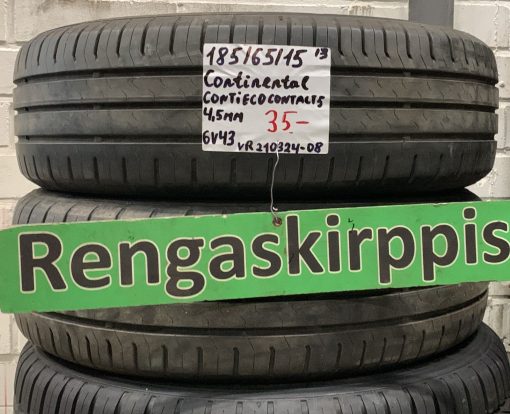 185/65/15 '13
Continental
CONTIECOCONTACT5
4,5MM 35-
6V43 VR210324-08
Rengaskirppis